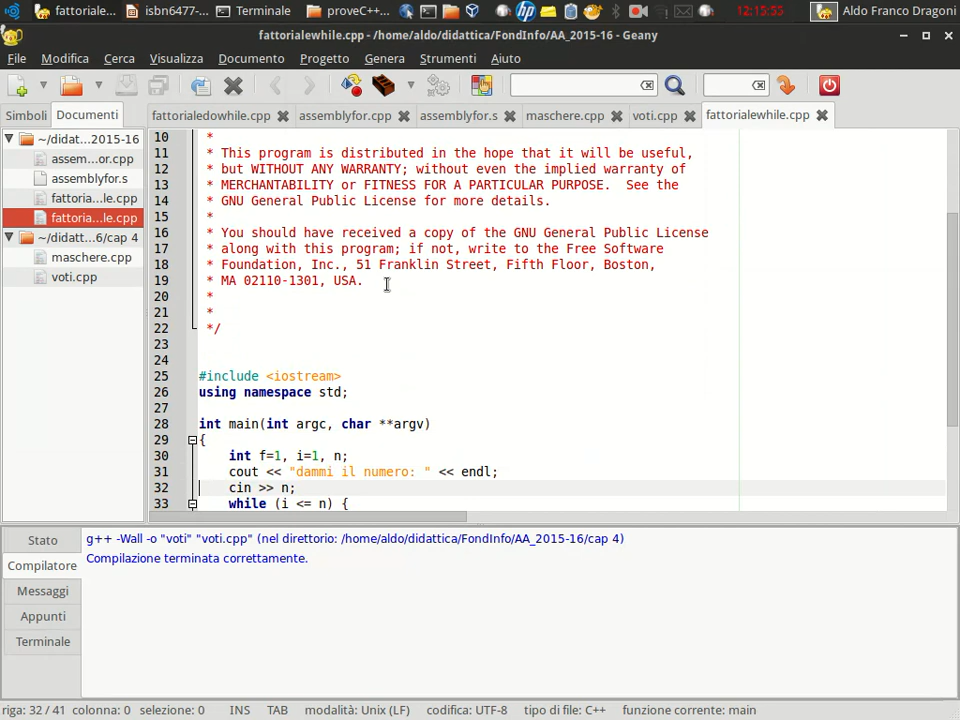 fattoriale... isbn6477-... Terminale proveC++... 12:15:55 Aldo Franco Dragoni
fattorialewhile.cpp - /home/aldo/didattica/FondInfo/AA_2015-16 - Geany
File Modifica Cerca Visualizza Documento Progetto Genera Strumenti Aiuto
Simboli Documenti fattorialedowhile.cpp assemblyfor.cpp assemblyfor.s maschere.cpp voti.cpp fattorialewhile.cpp
~/didat...2015-16
assem...or.cpp
assemblyfor.s
fattoria...le.cpp
fattoria...le.cpp
~/didatt...6/cap 4
maschere.cpp
voti.cpp
10 *
11 * This program is distributed in the hope that it will be useful,
12 * but WITHOUT ANY WARRANTY; without even the implied warranty of
13 * MERCHANTABILITY or FITNESS FOR A PARTICULAR PURPOSE.  See the
14 * GNU General Public License for more details.
15 *
16 * You should have received a copy of the GNU General Public License
17 * along with this program; if not, write to the Free Software
18 * Foundation, Inc., 51 Franklin Street, Fifth Floor, Boston,
19 * MA 02110-1301, USA.
20 *
21 *
22 */
23
24
25 #include <iostream>
26 using namespace std;
27
28 int main(int argc, char **argv)
29 {
30 int f=1, i=1, n;
31 cout << "dammi il numero: " << endl;
32 cin >> n;
33 while (i <= n) {
Stato
Compilatore
Messaggi
Appunti
Terminale
g++ -Wall -o "voti" "voti.cpp" (nel direttorio: /home/aldo/didattica/FondInfo/AA_2015-16/cap 4)
Compilazione terminata correttamente.
riga: 32 / 41 colonna: 0 selezione: 0 INS TAB modalità: Unix (LF) codifica: UTF-8 tipo di file: C++ funzione corrente: main